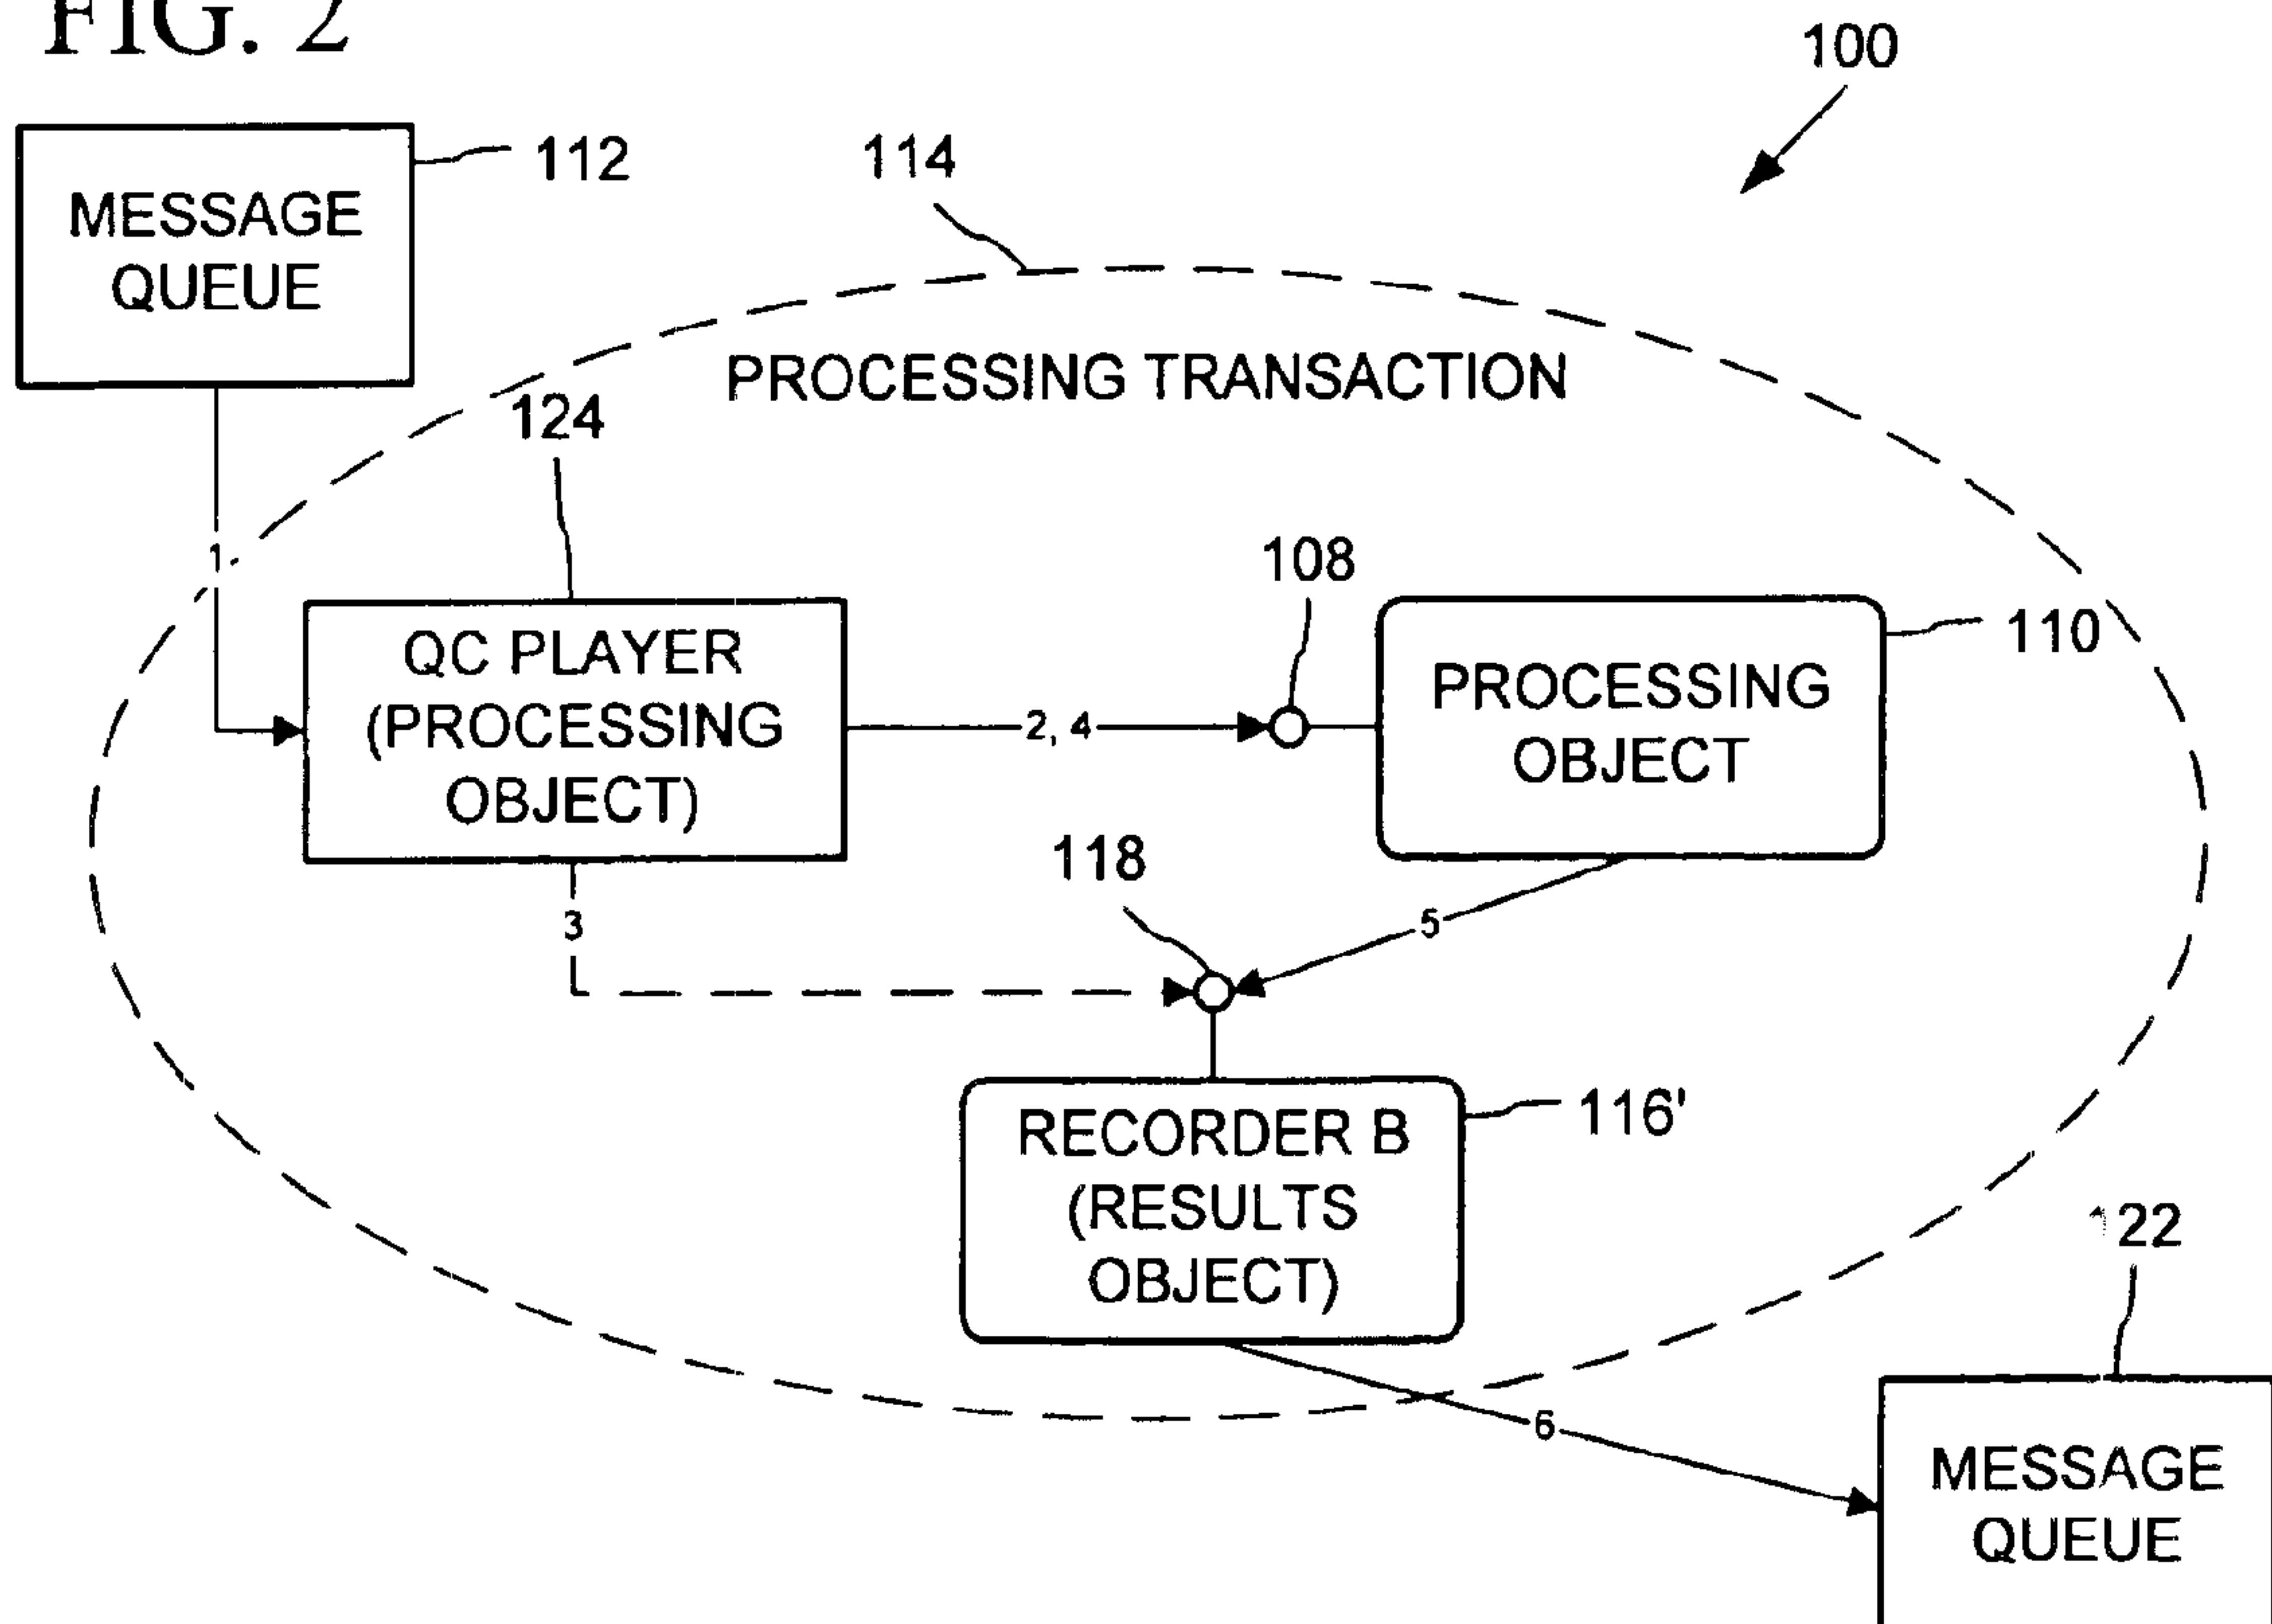 FIG. 2
100
112
114
MESSAGE
QUEUE
PROCESSING TRANSACTION
124
1
108
110
QC PLAYER
(PROCESSING
OBJECT)
2, 4
PROCESSING
OBJECT
118
3
5
RECORDER B
(RESULTS
OBJECT)
116'
122
6
MESSAGE
QUEUE